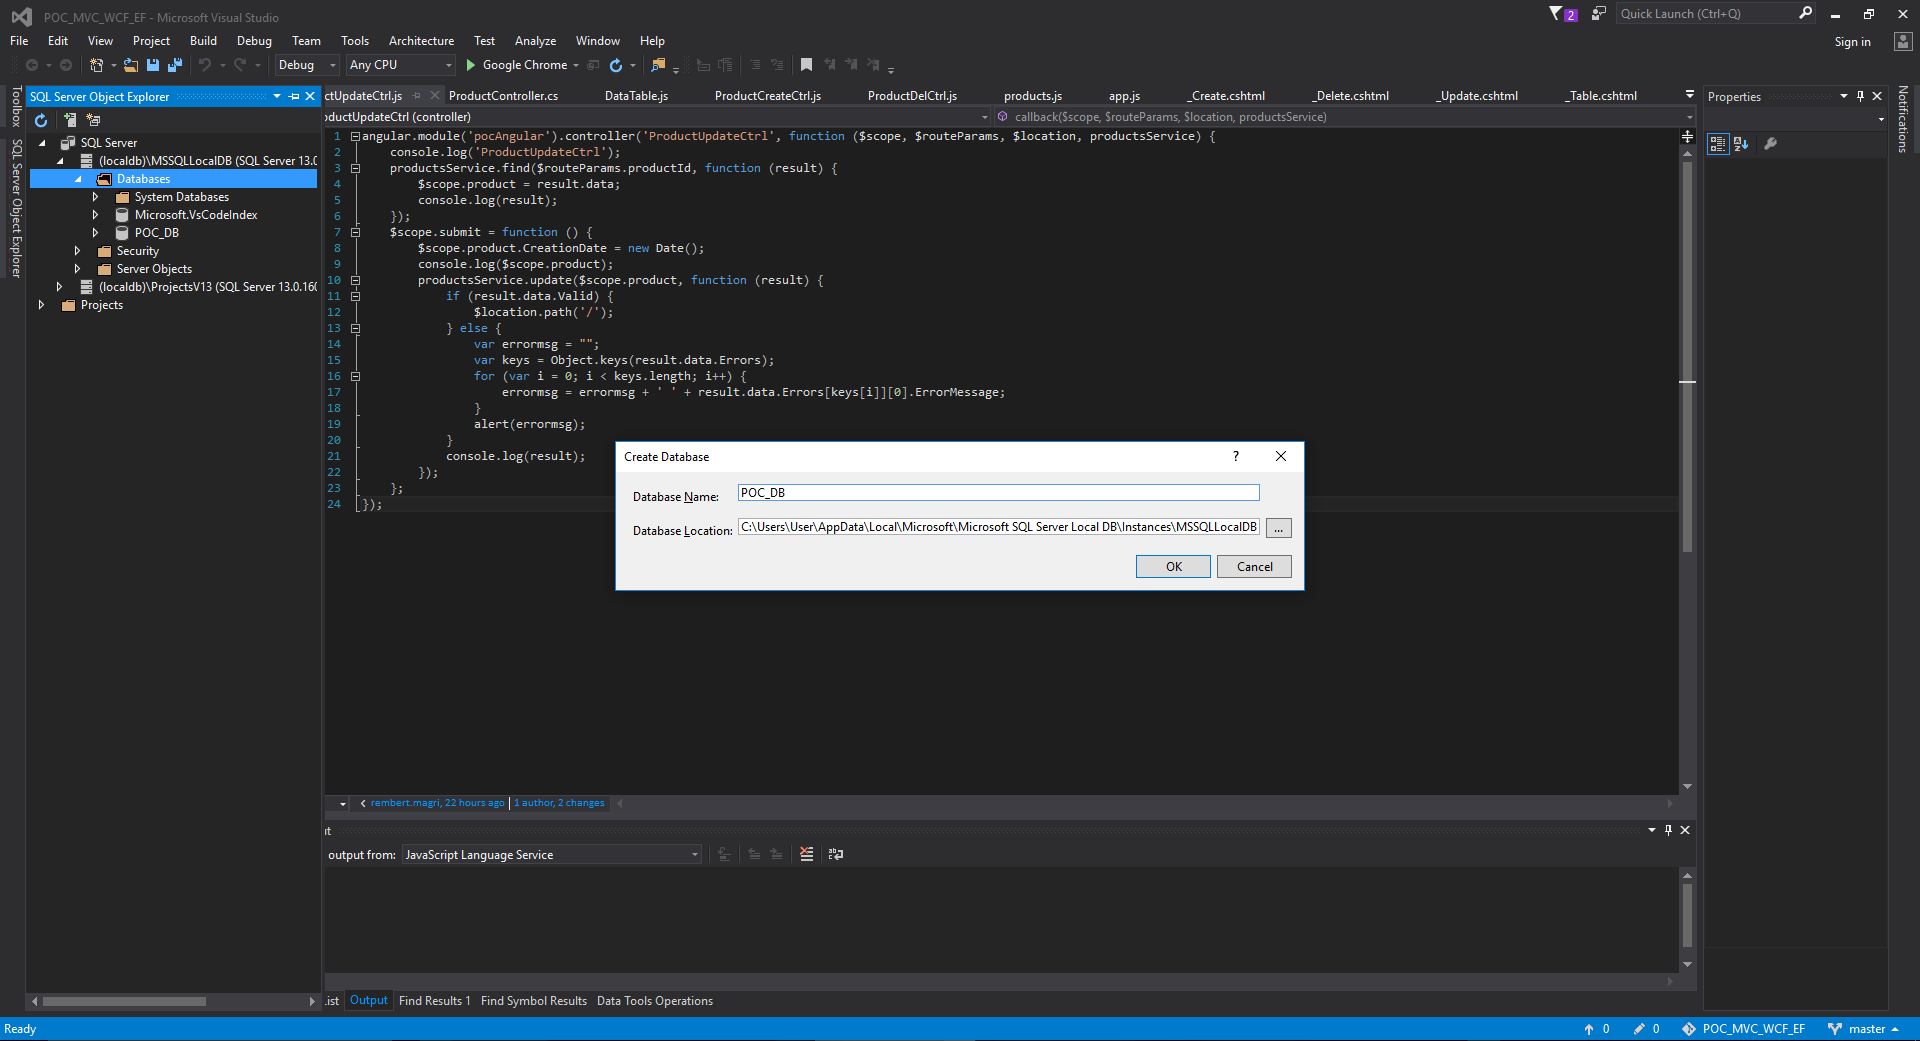 POC_MVC_WCF_EF - Microsoft Visual Studio
2
Quick Launch (Ctrl+Q)
File Edit View Project Build Debug Team Tools Architecture Test Analyze Window Help
Sign in
Debug Any CPU Google Chrome
Toolbox
SQL Server Object Explorer
SQL Server Object Explorer
SQL Server
(localdb)\MSSQLLocalDB (SQL Server 13.0
Databases
System Databases
Microsoft.VsCodeIndex
POC_DB
Security
Server Objects
(localdb)\ProjectsV13 (SQL Server 13.0.160
Projects
ctUpdateCtrl.js ProductController.cs DataTable.js ProductCreateCtrl.js ProductDelCtrl.js products.js app.js _Create.cshtml _Delete.cshtml _Update.cshtml _Table.cshtml
oductUpdateCtrl (controller) callback($scope, $routeParams, $location, productsService)
1 angular.module('pocAngular').controller('ProductUpdateCtrl', function ($scope, $routeParams, $location, productsService) {
2 console.log('ProductUpdateCtrl');
3 productsService.find($routeParams.productId, function (result) {
4 $scope.product = result.data;
5 console.log(result);
6 });
7 $scope.submit = function () {
8 $scope.product.CreationDate = new Date();
9 console.log($scope.product);
10 productsService.update($scope.product, function (result) {
11 if (result.data.Valid) {
12 $location.path('/');
13 } else {
14 var errormsg = "";
15 var keys = Object.keys(result.data.Errors);
16 for (var i = 0; i < keys.length; i++) {
17 errormsg = errormsg + ' ' + result.data.Errors[keys[i]][0].ErrorMessage;
18 }
19 alert(errormsg);
20 }
21 console.log(result);
22 });
23 };
24 });
Create Database
?
Database Name: POC_DB
Database Location: C:\Users\User\AppData\Local\Microsoft\Microsoft SQL Server Local DB\Instances\MSSQLLocalDB ...
OK Cancel
rembert.magri, 22 hours ago | 1 author, 2 changes
ut
output from: JavaScript Language Service
List Output Find Results 1 Find Symbol Results Data Tools Operations
Properties
Notifications
Ready
0 0 POC_MVC_WCF_EF master